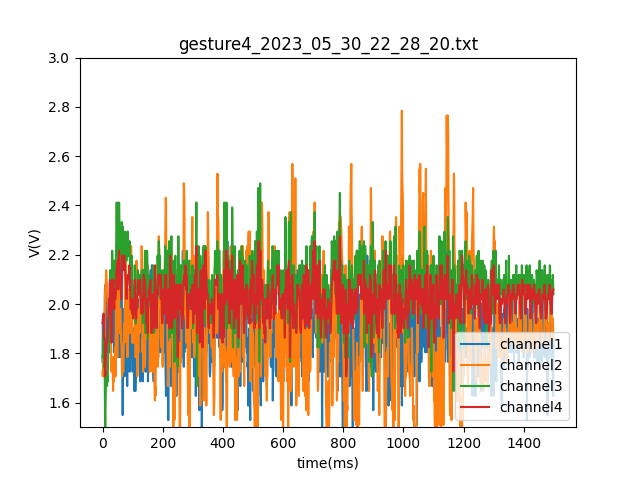 gesture4_2023_05_30_22_28_20.txt
3.0
2.8
2.6
2.4
2.2
2.0
1.8
1.6
V(V)
channel1
channel2
channel3
channel4
0 200 400 600 800 1000 1200 1400
time(ms)